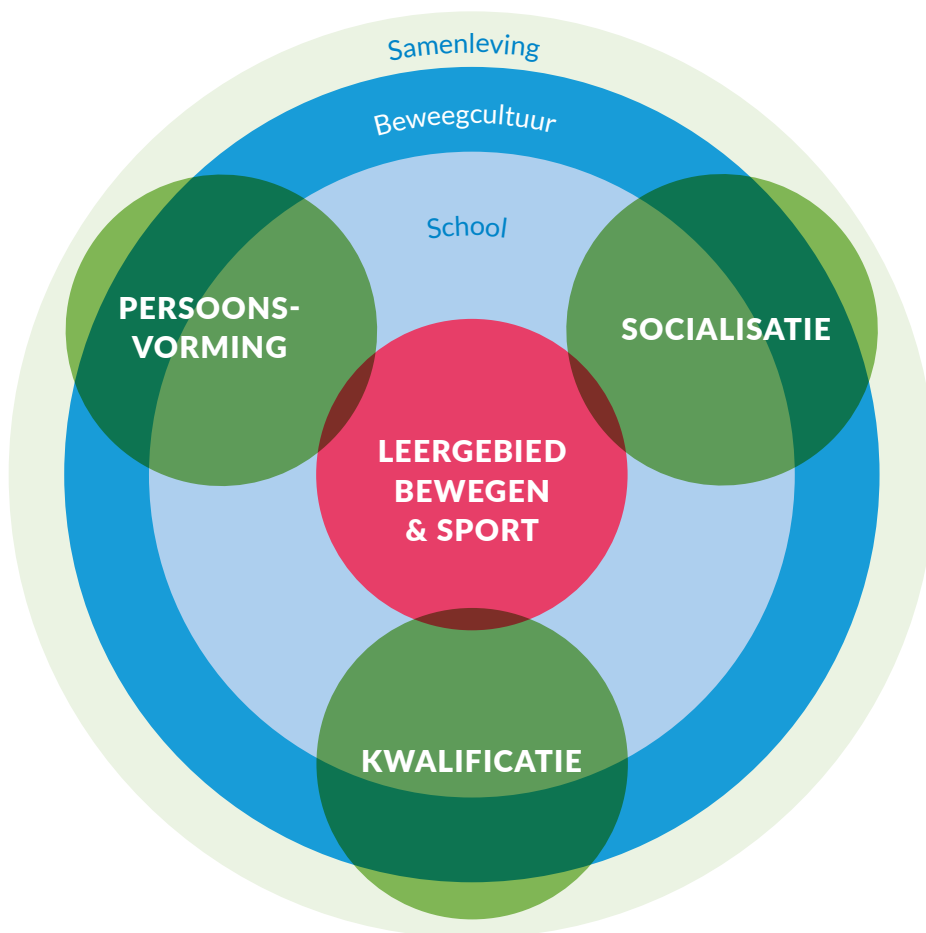 Samenleving
Beweegcultuur
School
PERSOONS-
VORMING
SOCIALISATIE
LEERGEBIED
BEWEGEN
& SPORT
KWALIFICATIE